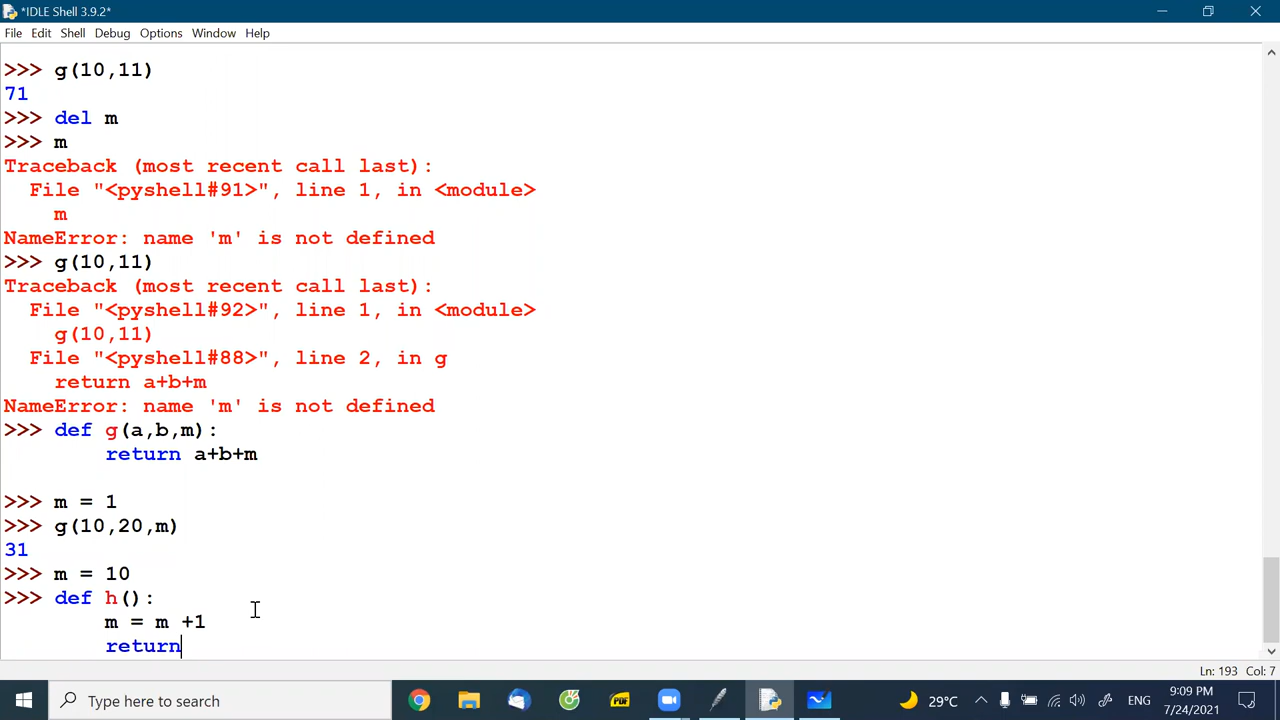 *IDLE Shell 3.9.2*
File Edit Shell Debug Options Window Help
>>> g(10,11)
71
>>> del m
>>> m
Traceback (most recent call last):
  File "<pyshell#91>", line 1, in <module>
    m
NameError: name 'm' is not defined
>>> g(10,11)
Traceback (most recent call last):
  File "<pyshell#92>", line 1, in <module>
    g(10,11)
  File "<pyshell#88>", line 2, in g
    return a+b+m
NameError: name 'm' is not defined
>>> def g(a,b,m):
        return a+b+m
>>> m = 1
>>> g(10,20,m)
31
>>> m = 10
>>> def h():
        m = m +1
        return
Ln: 193 Col: 7
Type here to search
PDF
29°C
ENG
9:09 PM
7/24/2021